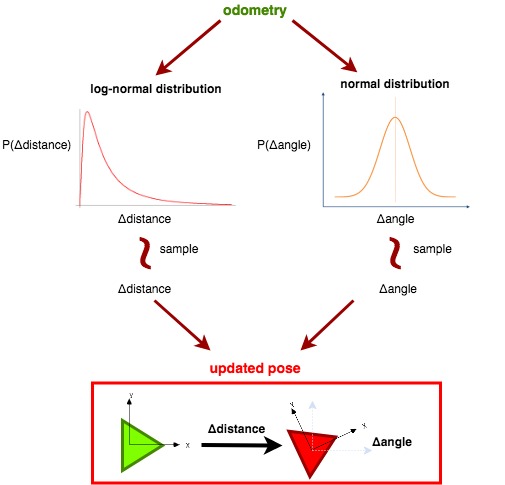 odometry
log-normal distribution
normal distribution
P(Δdistance)
P(Δangle)
Δdistance
Δangle
sample
sample
Δdistance
Δangle
updated pose
y
x
Δdistance
y
x
Δangle